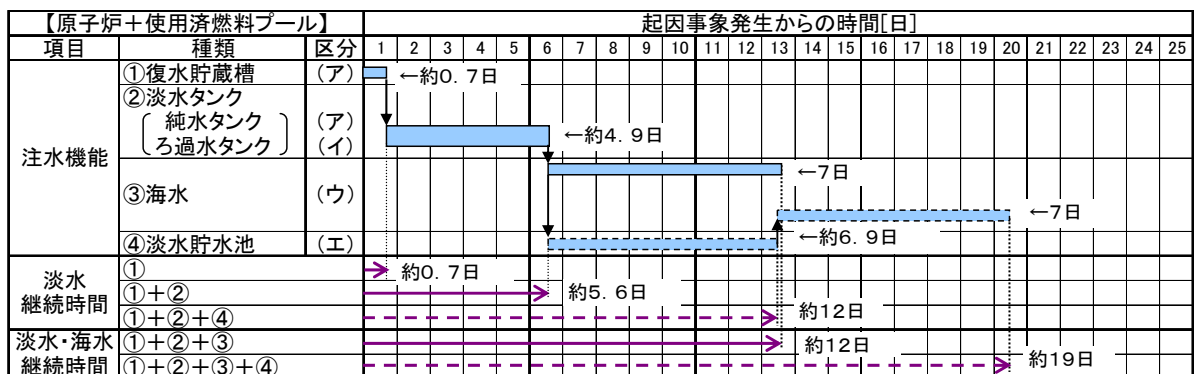 【原子炉+使用済燃料プール】 起因事象発生からの時間[日]
項目 種類 区分 1 2 3 4 5 6 7 8 9 10 11 12 13 14 15 16 17 18 19 20 21 22 23 24 25
注水機能
①復水貯蔵槽 (ア) ←約0.7日
②淡水タンク
純水タンク (ア)
ろ過水タンク (イ) ←約4.9日
③海水 (ウ) ←7日
←7日
④淡水貯水池 (エ) ←約6.9日
淡水
継続時間
① 約0.7日
①+② 約5.6日
①+②+④ 約12日
淡水・海水
継続時間
①+②+③ 約12日
①+②+③+④ 約19日